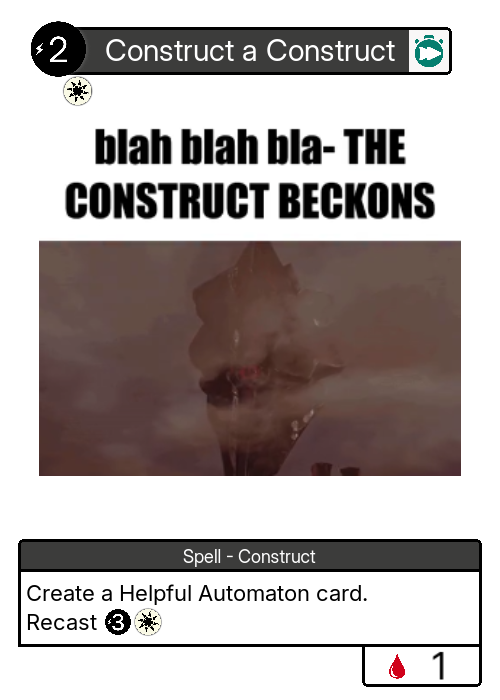 2 Construct a Construct
blah blah bla- THE
CONSTRUCT BECKONS
Spell - Construct
Create a Helpful Automaton card.
Recast 3
1